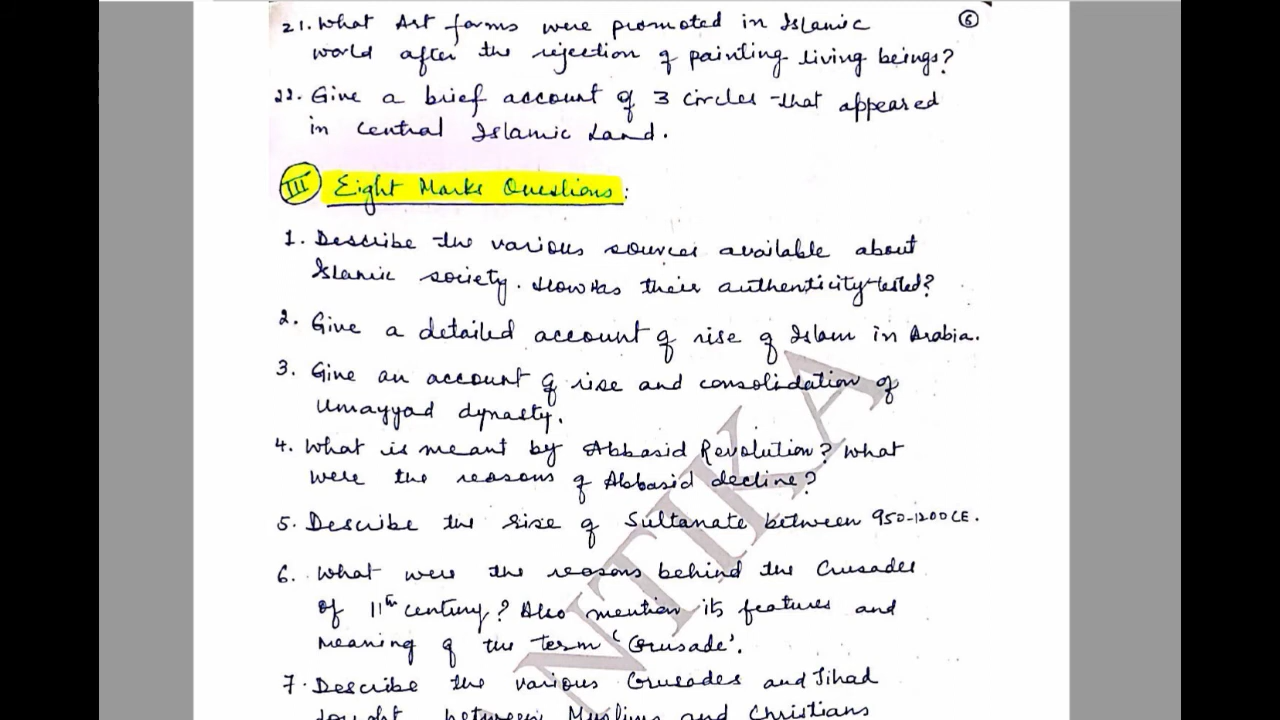 6
21. What Art forms were promoted in Islamic
world after the rejection of painting living beings?
22. Give a brief account of 3 circles that appeared
in Central Islamic Land.
III Eight Marks Questions:
1. Describe the various sources available about
Islamic society. How has their authenticity tested?
2. Give a detailed account of rise of Islam in Arabia.
3. Give an account of rise and consolidation of
Umayyad dynasty.
4. What is meant by Abbasid Revolution? What
were the reasons of Abbasid decline?
5. Describe the rise of Sultanate between 950-1200 CE.
6. What were the reasons behind the Crusades
of 11th century? Also mention its features and
meaning of the term 'Crusade'.
7. Describe the various Crusades and Jihad
fought between Muslims and Christians
NTIKA